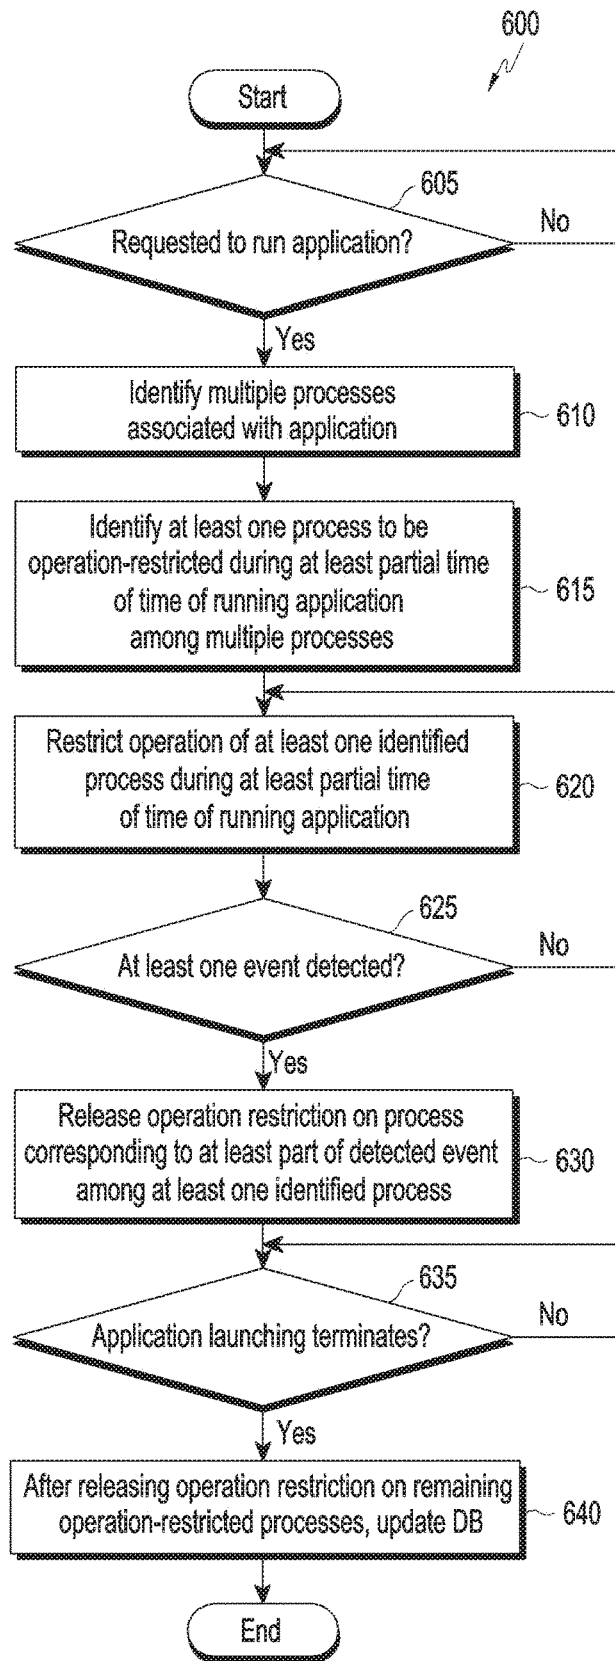 600
Start
605
Requested to run application?
No
Yes
Identify multiple processes
associated with application
610
Identify at least one process to be
operation-restricted during at least partial time
of time of running application
among multiple processes
615
Restrict operation of at least one identified
process during at least partial time
of time of running application
620
625
At least one event detected?
No
Yes
Release operation restriction on process
corresponding to at least part of detected event
among at least one identified process
630
635
Application launching terminates?
No
Yes
After releasing operation restriction on remaining
operation-restricted processes, update DB
640
End